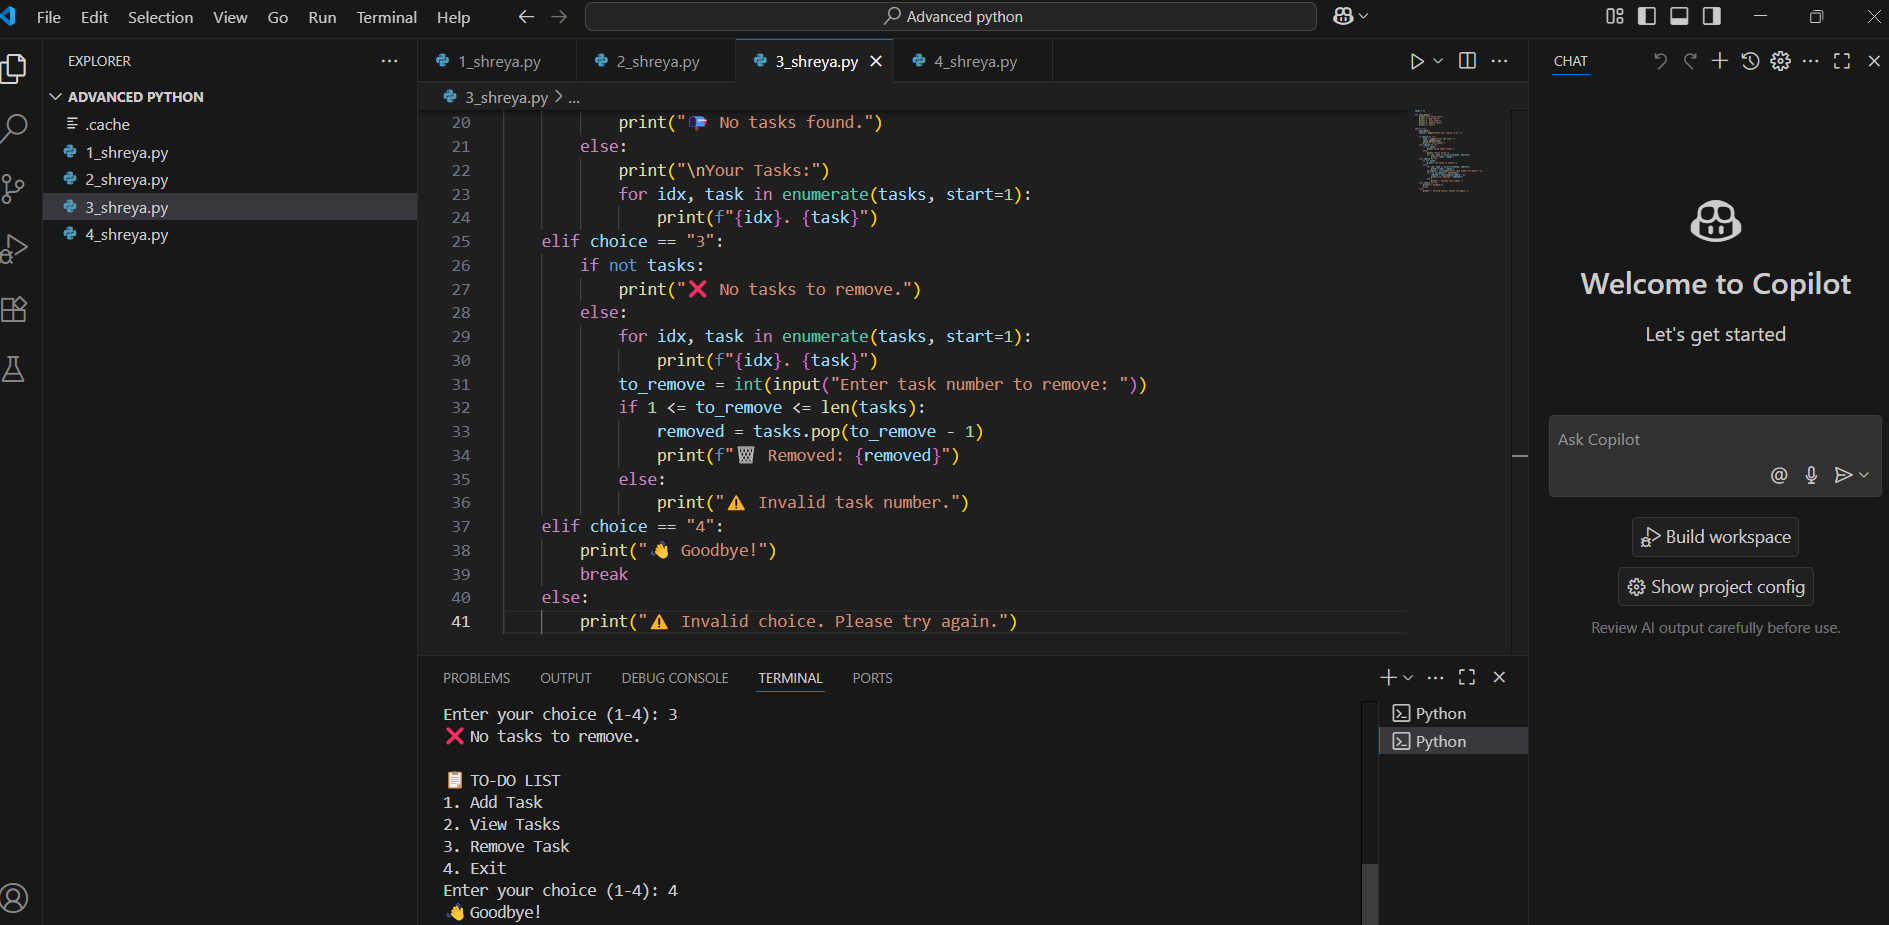 File Edit Selection View Go Run Terminal Help
Advanced python
EXPLORER
ADVANCED PYTHON
.cache
1_shreya.py
2_shreya.py
3_shreya.py
4_shreya.py
1_shreya.py 2_shreya.py 3_shreya.py 4_shreya.py
3_shreya.py > ...
20 print("📭 No tasks found.")
21 else:
22 print("\nYour Tasks:")
23 for idx, task in enumerate(tasks, start=1):
24 print(f"{idx}. {task}")
25 elif choice == "3":
26 if not tasks:
27 print("❌ No tasks to remove.")
28 else:
29 for idx, task in enumerate(tasks, start=1):
30 print(f"{idx}. {task}")
31 to_remove = int(input("Enter task number to remove: "))
32 if 1 <= to_remove <= len(tasks):
33 removed = tasks.pop(to_remove - 1)
34 print(f"🗑️ Removed: {removed}")
35 else:
36 print("⚠️ Invalid task number.")
37 elif choice == "4":
38 print("👋 Goodbye!")
39 break
40 else:
41 print("⚠️ Invalid choice. Please try again.")
PROBLEMS OUTPUT DEBUG CONSOLE TERMINAL PORTS
Enter your choice (1-4): 3
❌ No tasks to remove.
📋 TO-DO LIST
1. Add Task
2. View Tasks
3. Remove Task
4. Exit
Enter your choice (1-4): 4
👋 Goodbye!
Python
Python
CHAT
Welcome to Copilot
Let's get started
Ask Copilot
@
Build workspace
Show project config
Review AI output carefully before use.